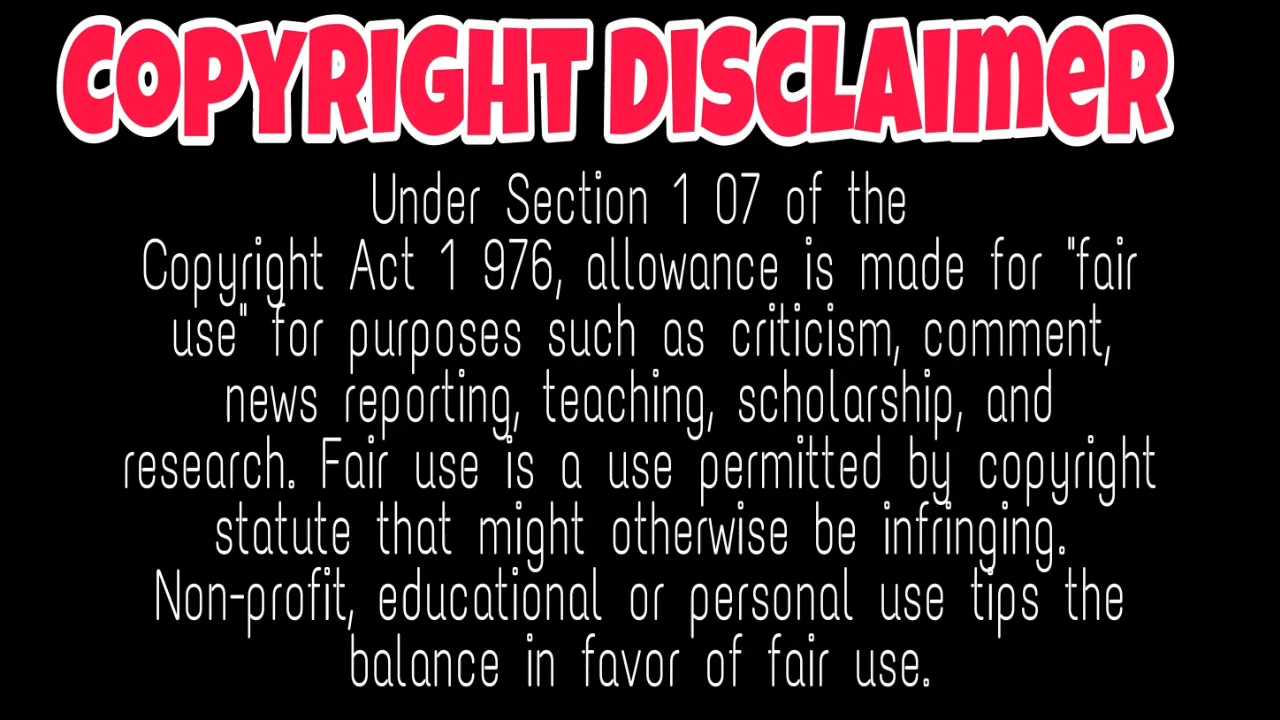 COPYRIGHT DISCLAIMER
Under Section 1 07 of the
Copyright Act 1 976, allowance is made for "fair
use" for purposes such as criticism, comment,
news reporting, teaching, scholarship, and
research. Fair use is a use permitted by copyright
statute that might otherwise be infringing.
Non-profit, educational or personal use tips the
balance in favor of fair use.